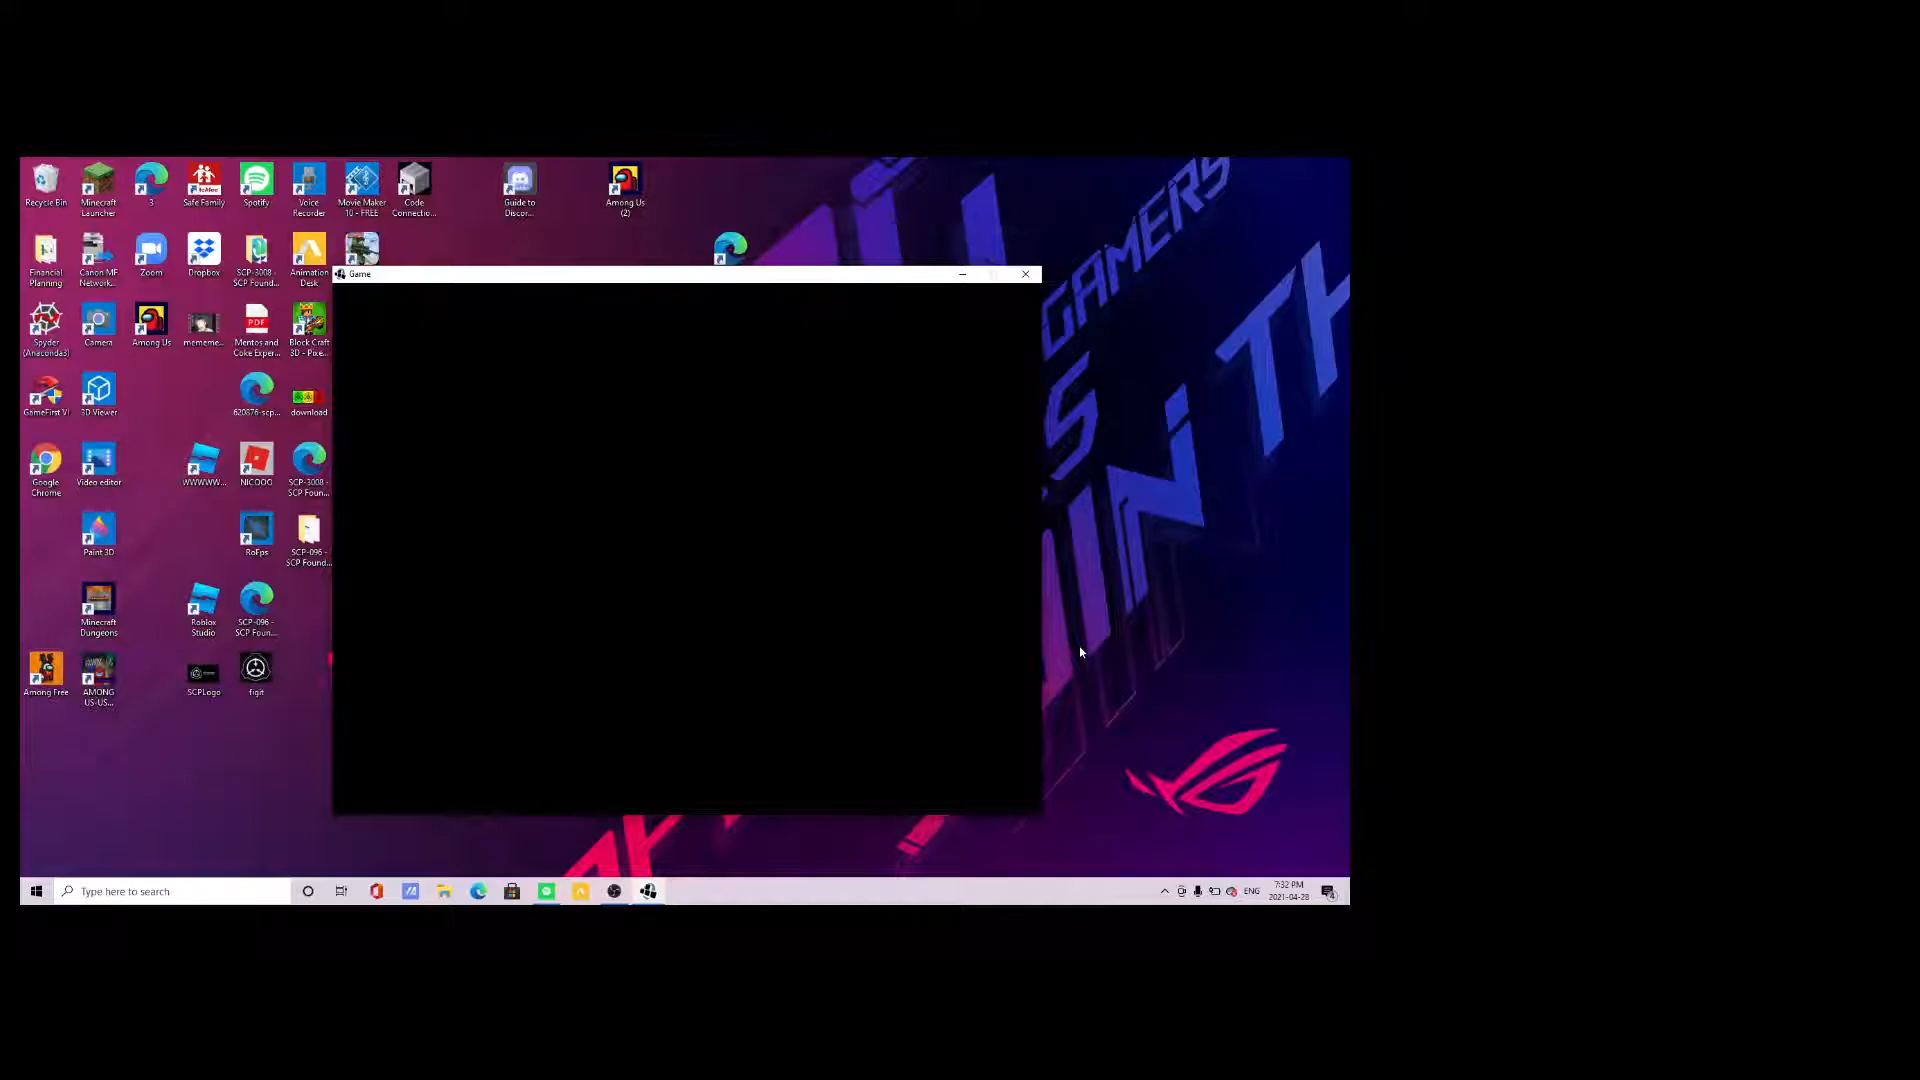 Recycle Bin
Minecraft
Launcher
3
Safe Family
Spotify
Voice
Recorder
Movie Maker
10 - FREE
Code
Connectio...
Guide to
Discor...
Among Us
(2)
Financial
Planning
Canon MF
Network...
Zoom
Dropbox
SCP-3008 -
SCP Found...
Animation
Desk
Game
Spyder
(Anaconda3)
Camera
Among Us
mememe...
PDF
Mentos and
Coke Exper...
Block Craft
3D - Pixe...
GameFirst VI
3D Viewer
620876-scp...
download
Google
Chrome
Video editor
WWWWW...
NICOOO
SCP-3008 -
SCP Foun...
Paint 3D
RoFps
SCP-096 -
SCP Found...
Minecraft
Dungeons
Roblox
Studio
SCP-096 -
SCP Foun...
Among Free
AMONG
US-US...
SCPLogo
figit
GAMERS
Type here to search
ENG
7:32 PM
2021-04-28
4